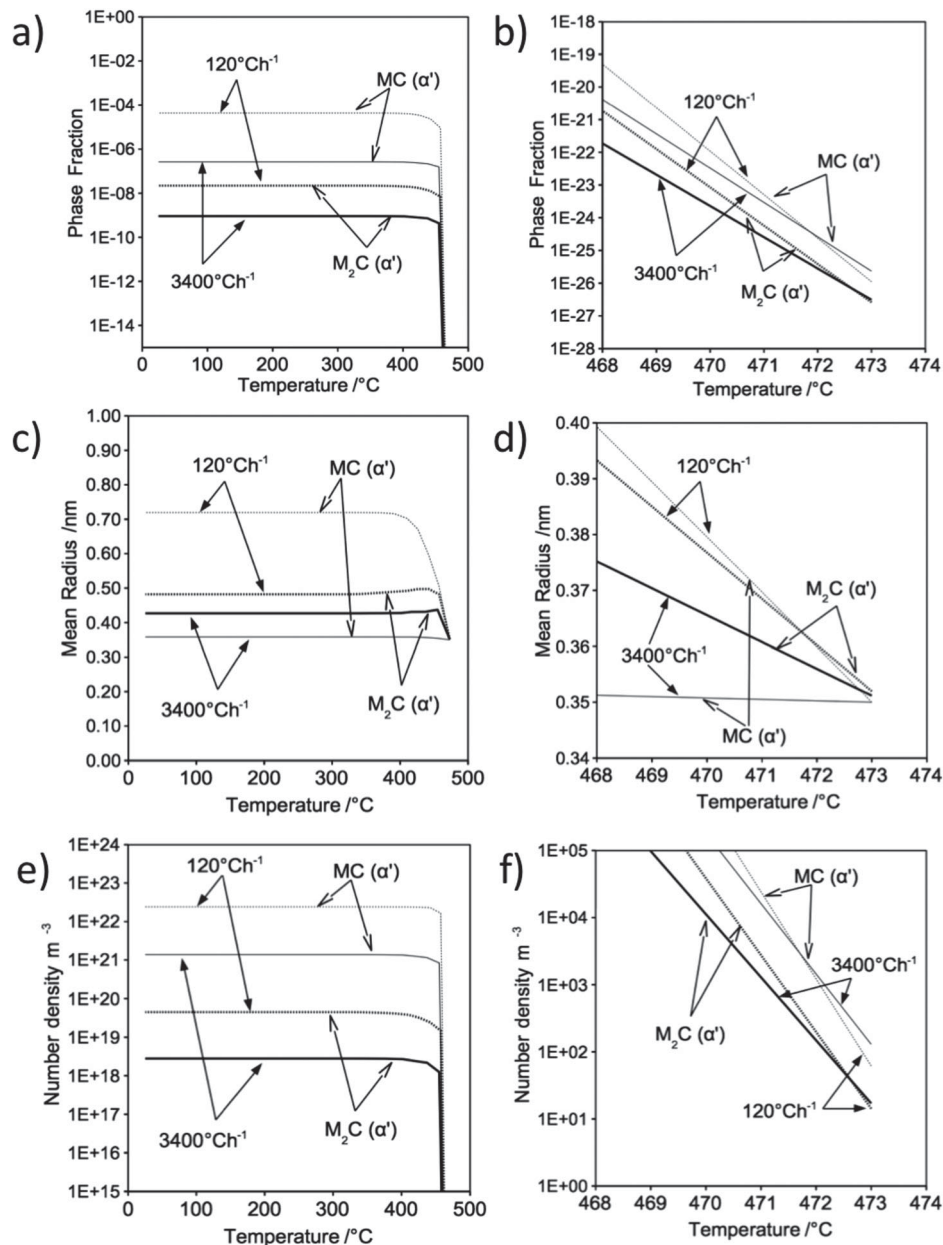 a)
1E+00
1E-02
1E-04
1E-06
1E-08
1E-10
1E-12
1E-14
Phase Fraction
120°Ch⁻¹
MC (α')
3400°Ch⁻¹
M₂C (α')
0 100 200 300 400 500
Temperature /°C
b)
1E-18
1E-19
1E-20
1E-21
1E-22
1E-23
1E-24
1E-25
1E-26
1E-27
1E-28
Phase Fraction
120°Ch⁻¹
MC (α')
3400°Ch⁻¹
M₂C (α')
468 469 470 471 472 473 474
Temperature /°C
c)
1.00
0.90
0.80
0.70
0.60
0.50
0.40
0.30
0.20
0.10
0.00
Mean Radius /nm
120°Ch⁻¹
MC (α')
3400°Ch⁻¹
M₂C (α')
0 100 200 300 400 500
Temperature /°C
d)
0.40
0.39
0.38
0.37
0.36
0.35
0.34
Mean Radius /nm
120°Ch⁻¹
M₂C (α')
3400°Ch⁻¹
MC (α')
468 469 470 471 472 473 474
Temperature /°C
e)
1E+24
1E+23
1E+22
1E+21
1E+20
1E+19
1E+18
1E+17
1E+16
1E+15
Number density m ⁻³
120°Ch⁻¹
MC (α')
3400°Ch⁻¹
M₂C (α')
0 100 200 300 400 500
Temperature /°C
f)
1E+05
1E+04
1E+03
1E+02
1E+01
1E+00
Number density m ⁻³
MC (α')
3400°Ch⁻¹
M₂C (α')
120°Ch⁻¹
468 469 470 471 472 473 474
Temperature /°C